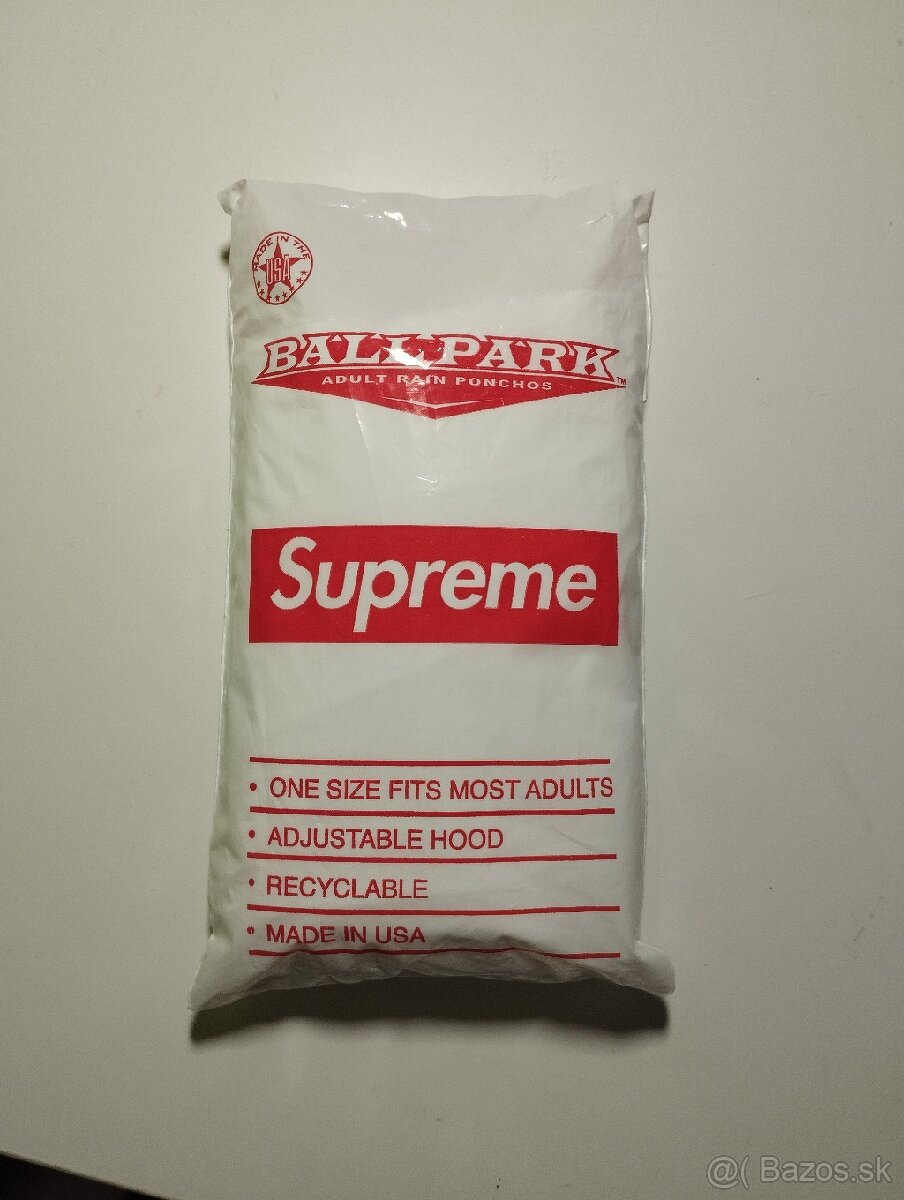 MADE IN THE
USA
BALLPARK™
ADULT RAIN PONCHOS
Supreme
• ONE SIZE FITS MOST ADULTS
• ADJUSTABLE HOOD
• RECYCLABLE
• MADE IN USA
@( Bazos.sk